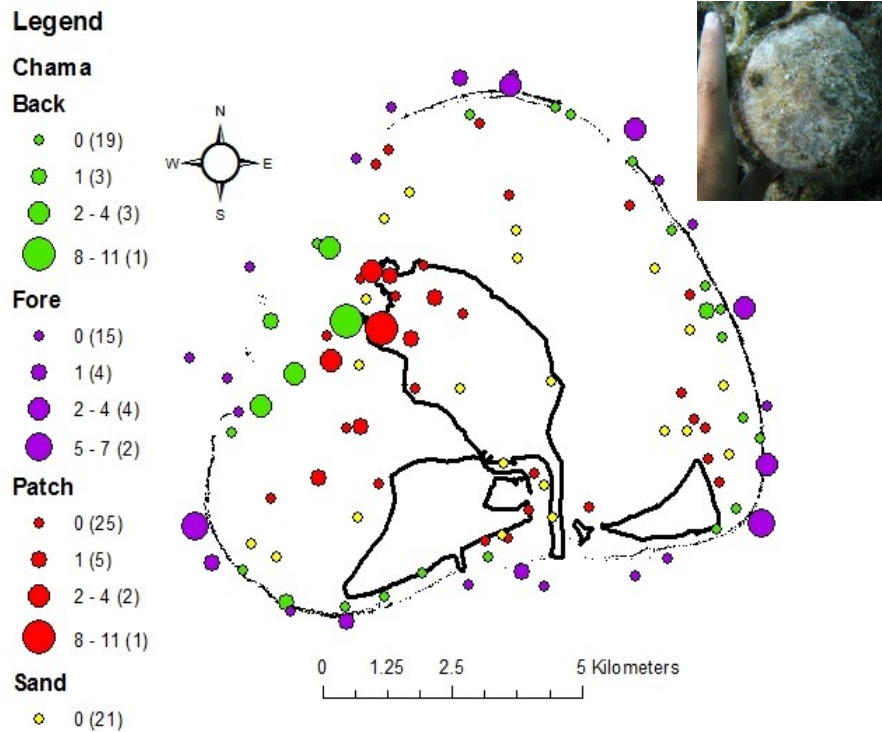 Legend
Chama
Back
0 (19)
1 (3)
2 - 4 (3)
8 - 11 (1)
Fore
0 (15)
1 (4)
2 - 4 (4)
5 - 7 (2)
Patch
0 (25)
1 (5)
2 - 4 (2)
8 - 11 (1)
Sand
0 (21)
N
W E
S
0 1.25 2.5 5 Kilometers